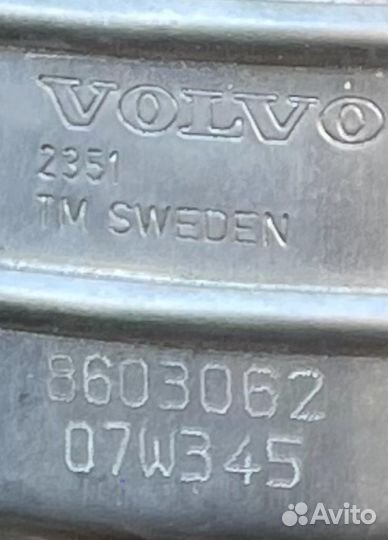 VOLVO
2351
TM SWEDEN
8603062
07W345
Avito